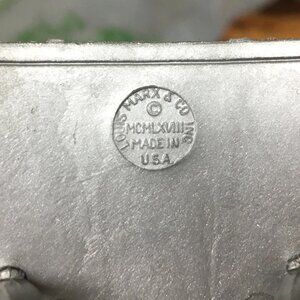 LOUIS MARX & CO. INC.
©
MCMLXVIII
MADE IN
U.S.A.